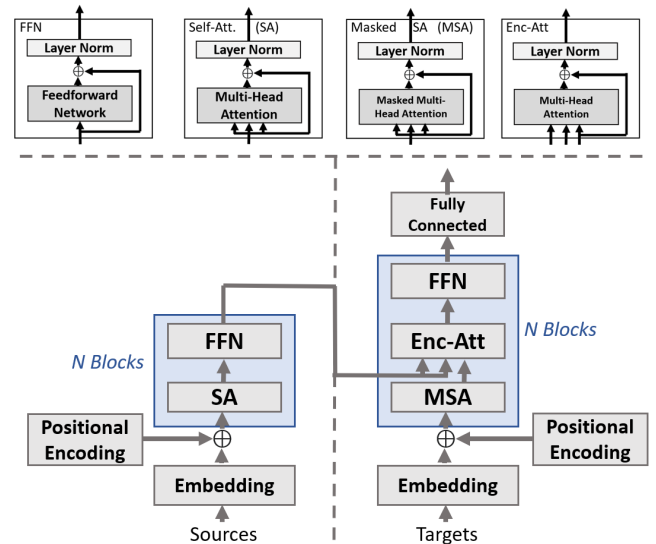 FFN
Layer Norm
Feedforward
Network
Self-Att. (SA)
Layer Norm
Multi-Head
Attention
Masked SA (MSA)
Layer Norm
Masked Multi-
Head Attention
Enc-Att
Layer Norm
Multi-Head
Attention
Fully
Connected
FFN
Enc-Att
MSA
N Blocks
FFN
SA
N Blocks
Positional
Encoding
Embedding
Sources
Positional
Encoding
Embedding
Targets